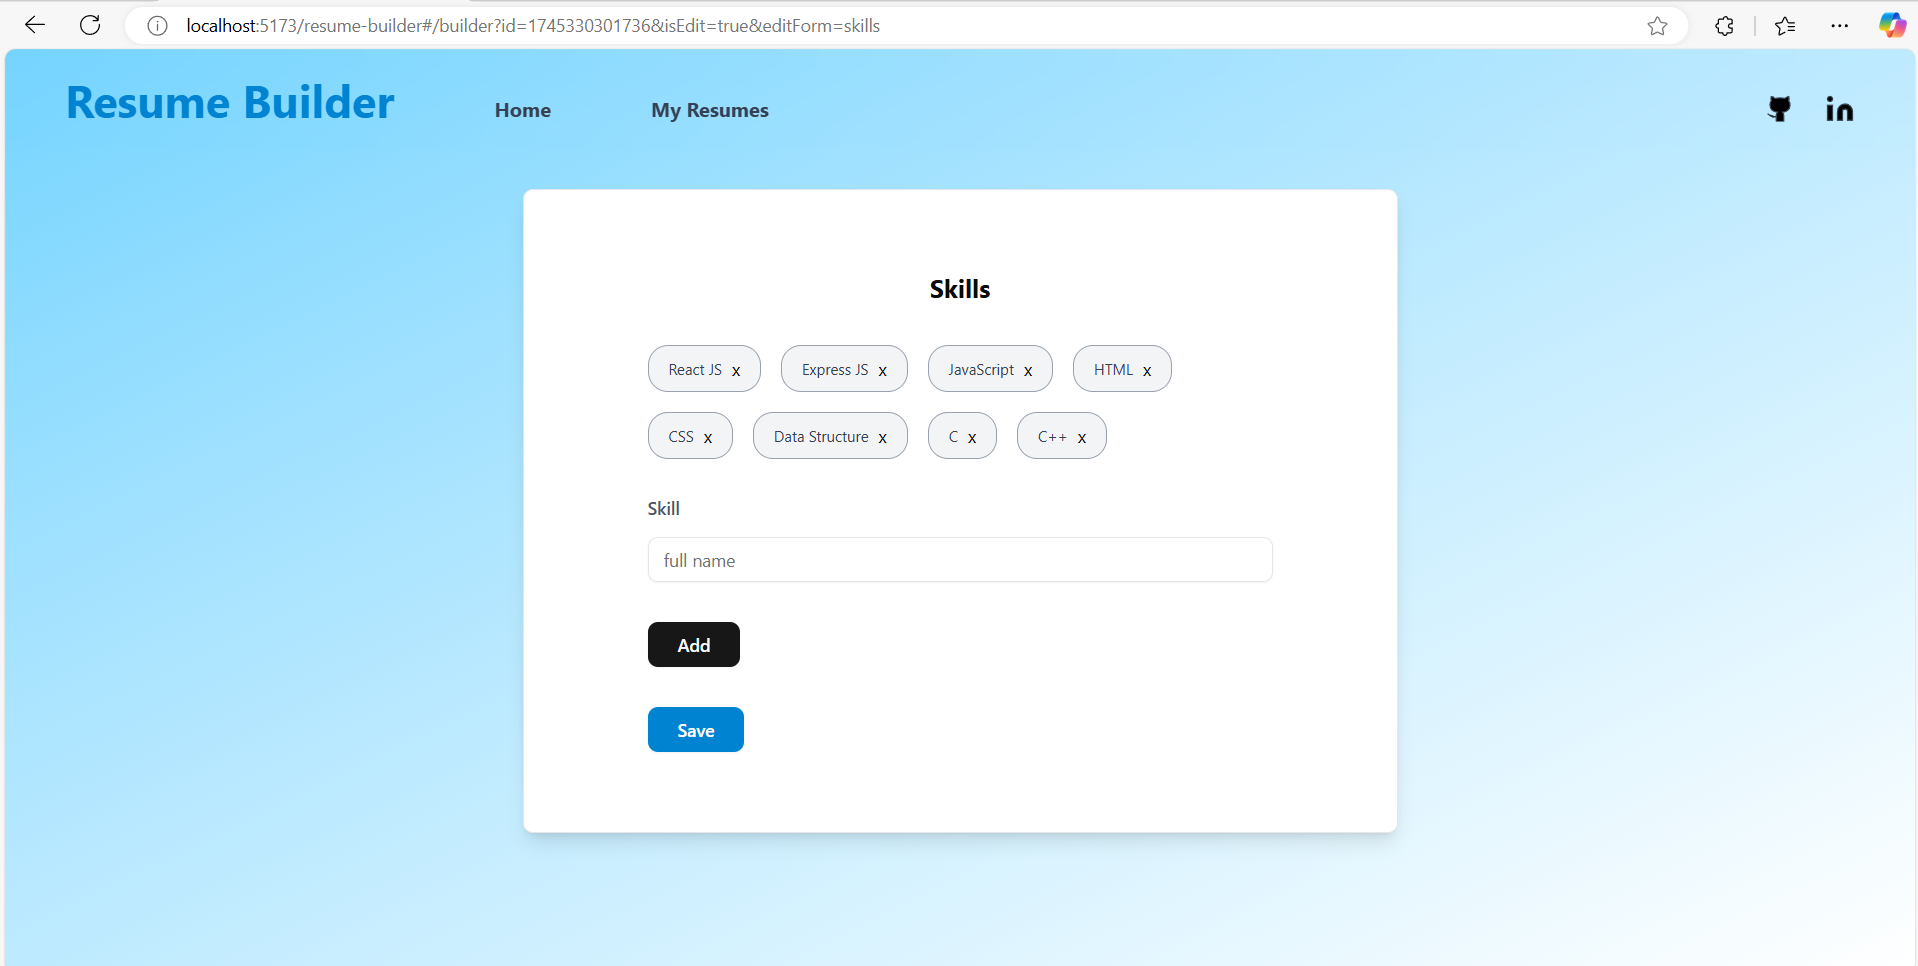 localhost:5173/resume-builder#/builder?id=1745330301736&isEdit=true&editForm=skills
Resume Builder Home My Resumes in
Skills
React JS x Express JS x JavaScript x HTML x
CSS x Data Structure x C x C++ x
Skill
full name
Add
Save